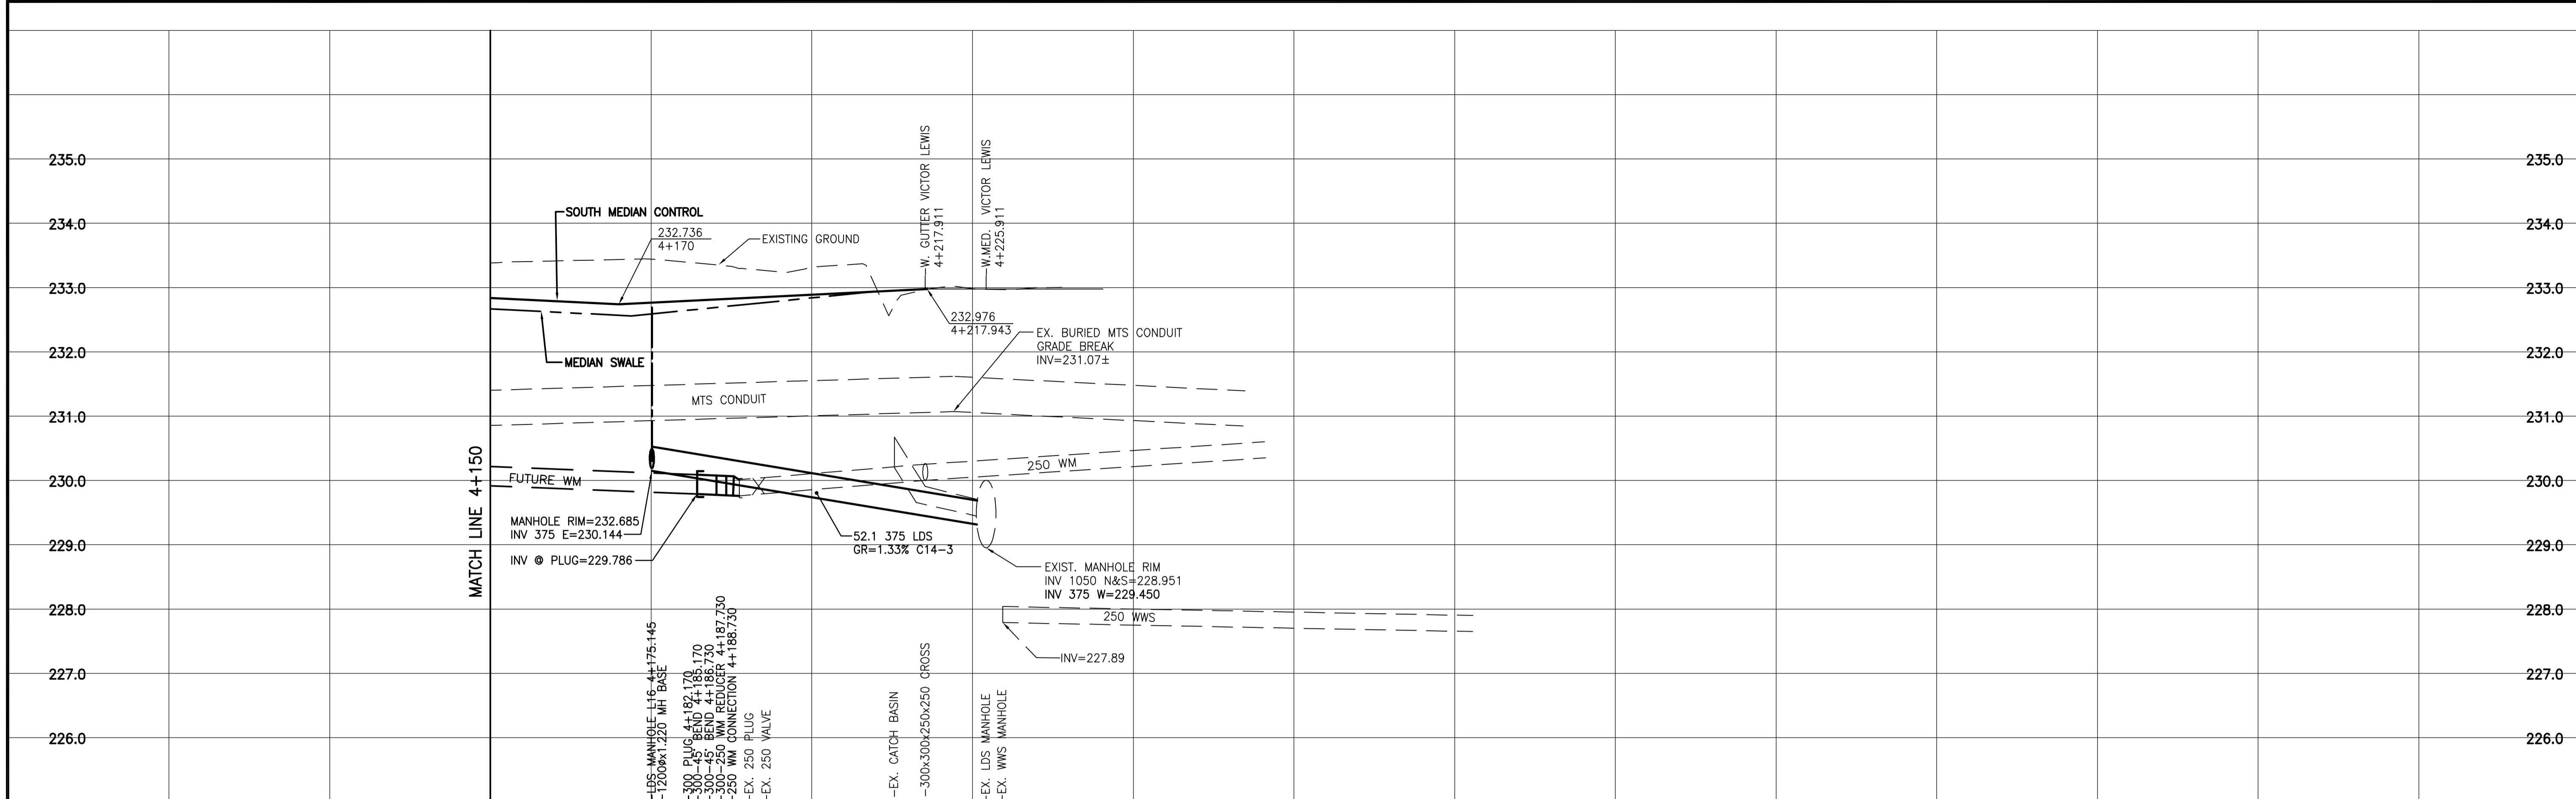 235.0
234.0
233.0
232.0
231.0
230.0
229.0
228.0
227.0
226.0
MATCH LINE 4+150
SOUTH MEDIAN CONTROL
232.736
4+170
EXISTING GROUND
W. GUTTER VICTOR LEWIS
4+217.911
W.MED. VICTOR LEWIS
4+225.911
232.976
4+217.943
EX. BURIED MTS CONDUIT
GRADE BREAK
INV=231.07±
MEDIAN SWALE
MTS CONDUIT
FUTURE WM
250 WM
MANHOLE RIM=232.685
INV 375 E=230.144
INV @ PLUG=229.786
52.1 375 LDS
GR=1.33% C14-3
EXIST. MANHOLE RIM
INV 1050 N&S=228.951
INV 375 W=229.450
250 WWS
INV=227.89
LDS MANHOLE L16 4+175.145
1200øx1.220 MH BASE
300 PLUG 4+182.170
300-45° BEND 4+185.170
300-45° BEND 4+186.730
300-250 WM REDUCER 4+187.730
250 WM CONNECTION 4+188.730
EX. 250 PLUG
EX. 250 VALVE
EX. CATCH BASIN
300x300x250x250 CROSS
EX. LDS MANHOLE
EX. WWS MANHOLE
235.0
234.0
233.0
232.0
231.0
230.0
229.0
228.0
227.0
226.0